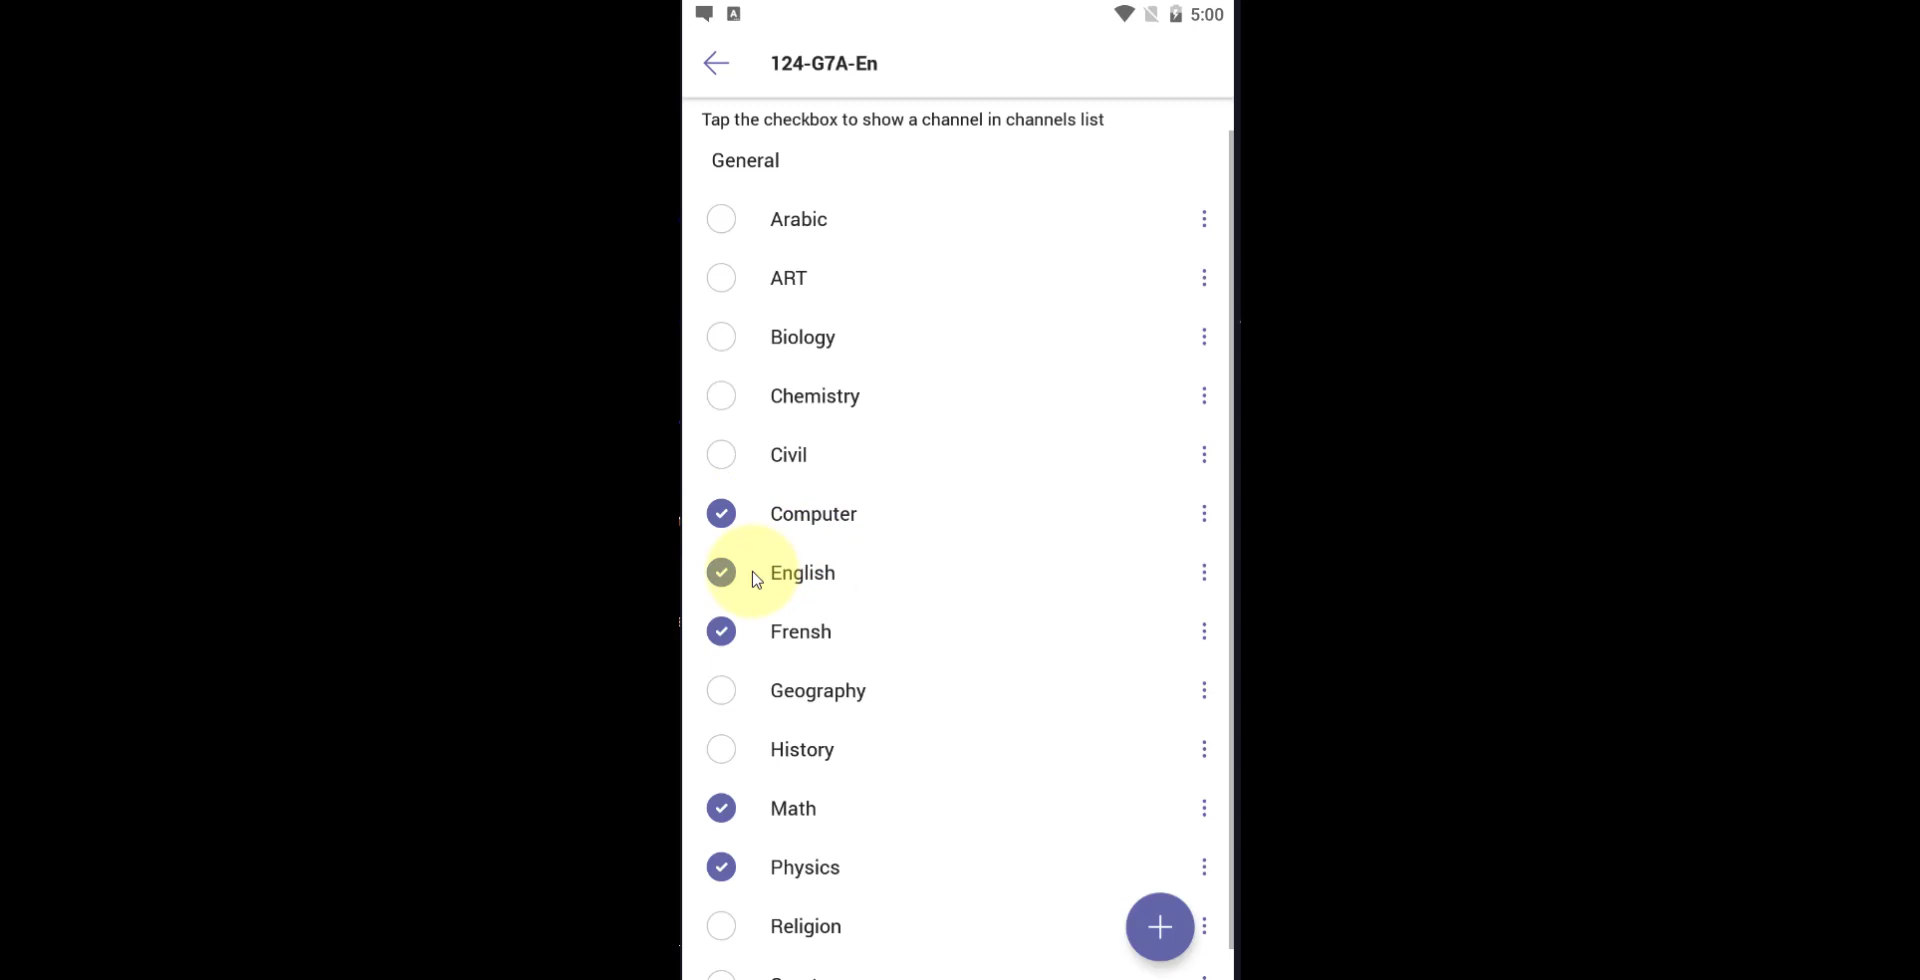 5:00
124-G7A-En
Tap the checkbox to show a channel in channels list
General
Arabic
ART
Biology
Chemistry
Civil
Computer
English
Frensh
Geography
History
Math
Physics
Religion